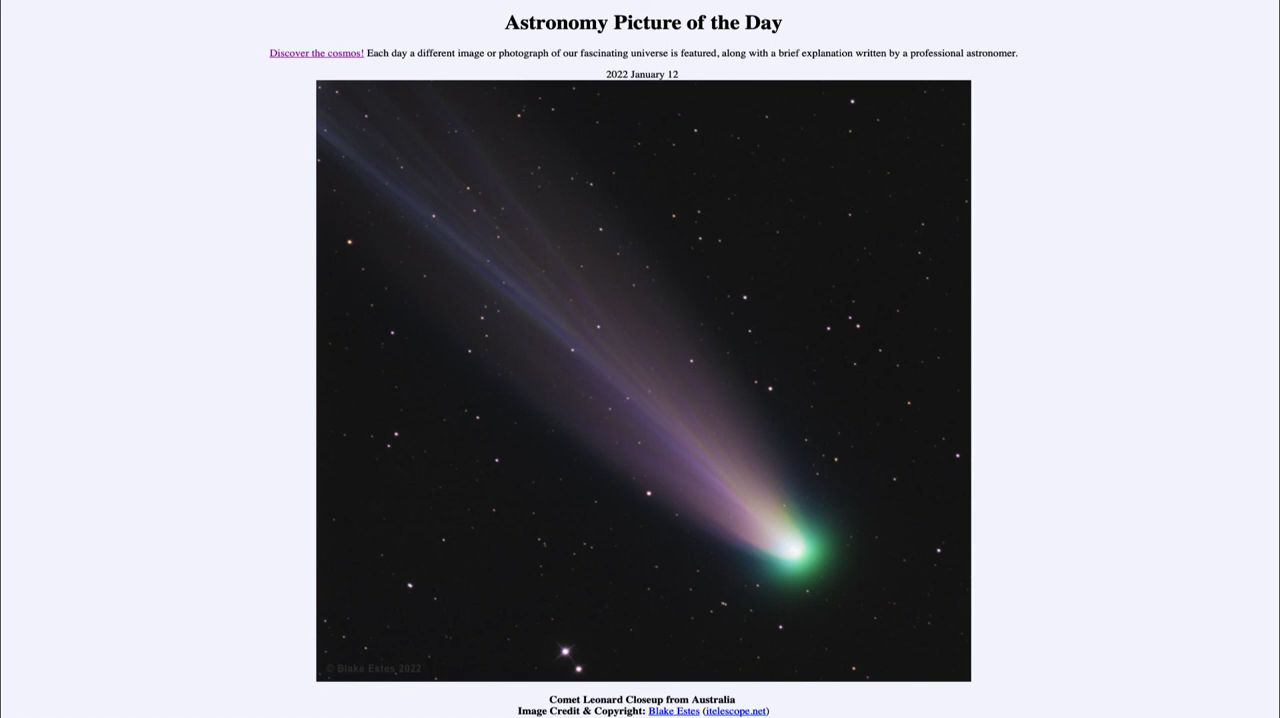 Astronomy Picture of the Day
Discover the cosmos! Each day a different image or photograph of our fascinating universe is featured, along with a brief explanation written by a professional astronomer.
2022 January 12
© Blake Estes 2022
Comet Leonard Closeup from Australia
Image Credit & Copyright: Blake Estes (itelescope.net)